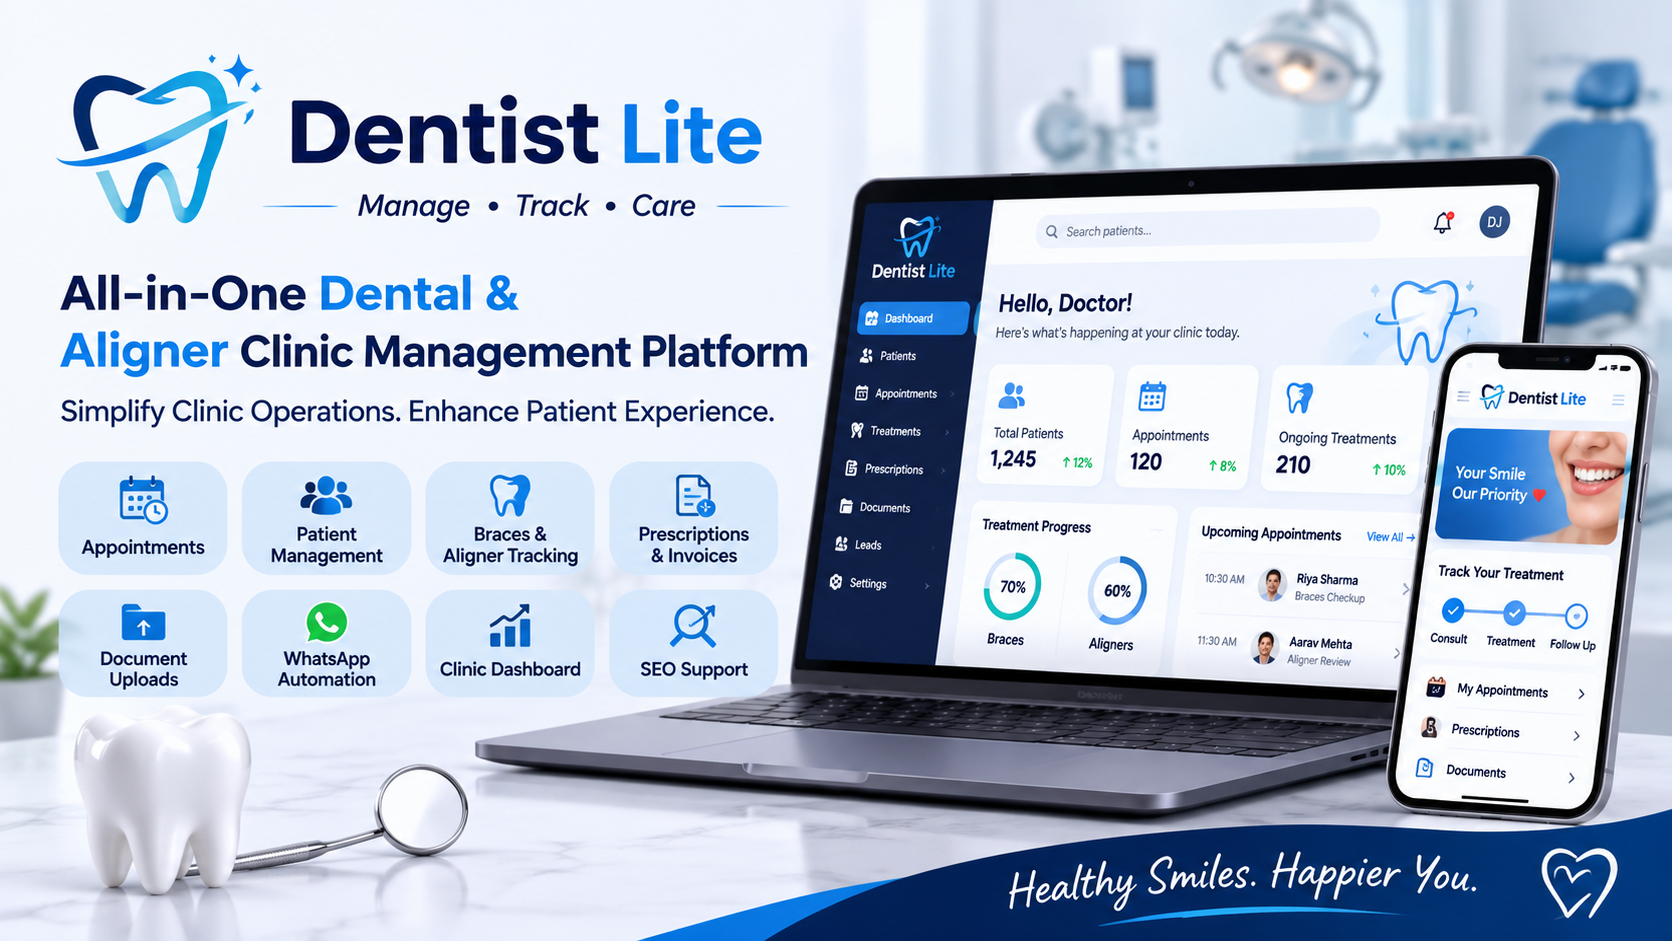 Dentist Lite
Manage • Track • Care
All-in-One Dental &
Aligner Clinic Management Platform
Simplify Clinic Operations. Enhance Patient Experience.
Appointments
Patient
Management
Braces &
Aligner Tracking
Prescriptions
& Invoices
Document
Uploads
WhatsApp
Automation
Clinic Dashboard
SEO Support
Dentist Lite
Search patients...
DJ
Dashboard
Patients
Appointments
Treatments
Prescriptions
Documents
Leads
Settings
Hello, Doctor!
Here's what's happening at your clinic today.
Total Patients
1,245 ↑ 12%
Appointments
120 ↑ 8%
Ongoing Treatments
210 ↑ 10%
Treatment Progress
70%
Braces
60%
Aligners
Upcoming Appointments View All →
10:30 AM Riya Sharma
Braces Checkup
11:30 AM Aarav Mehta
Aligner Review
Dentist Lite
Your Smile
Our Priority ♥
Track Your Treatment
Consult Treatment Follow Up
My Appointments
Prescriptions
Documents
Healthy Smiles. Happier You.